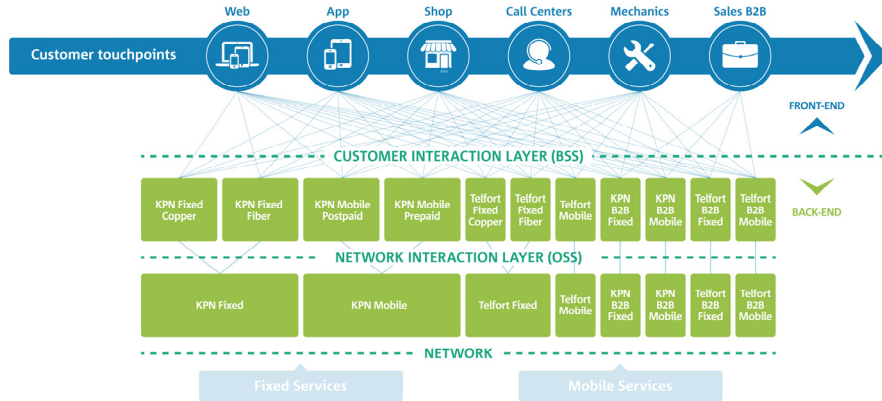 Web
App
Shop
Call Centers
Mechanics
Sales B2B
Customer touchpoints
FRONT-END
CUSTOMER INTERACTION LAYER (BSS)
KPN Fixed
Copper
KPN Fixed
Fiber
KPN Mobile
Postpaid
KPN Mobile
Prepaid
Telfort
Fixed
Copper
Telfort
Fixed
Fiber
Telfort
Mobile
KPN
B2B
Fixed
KPN
B2B
Mobile
Telfort
B2B
Fixed
Telfort
B2B
Mobile
BACK-END
NETWORK INTERACTION LAYER (OSS)
KPN Fixed
KPN Mobile
Telfort Fixed
Telfort
Mobile
KPN
B2B
Fixed
KPN
B2B
Mobile
Telfort
B2B
Fixed
Telfort
B2B
Mobile
NETWORK
Fixed Services
Mobile Services